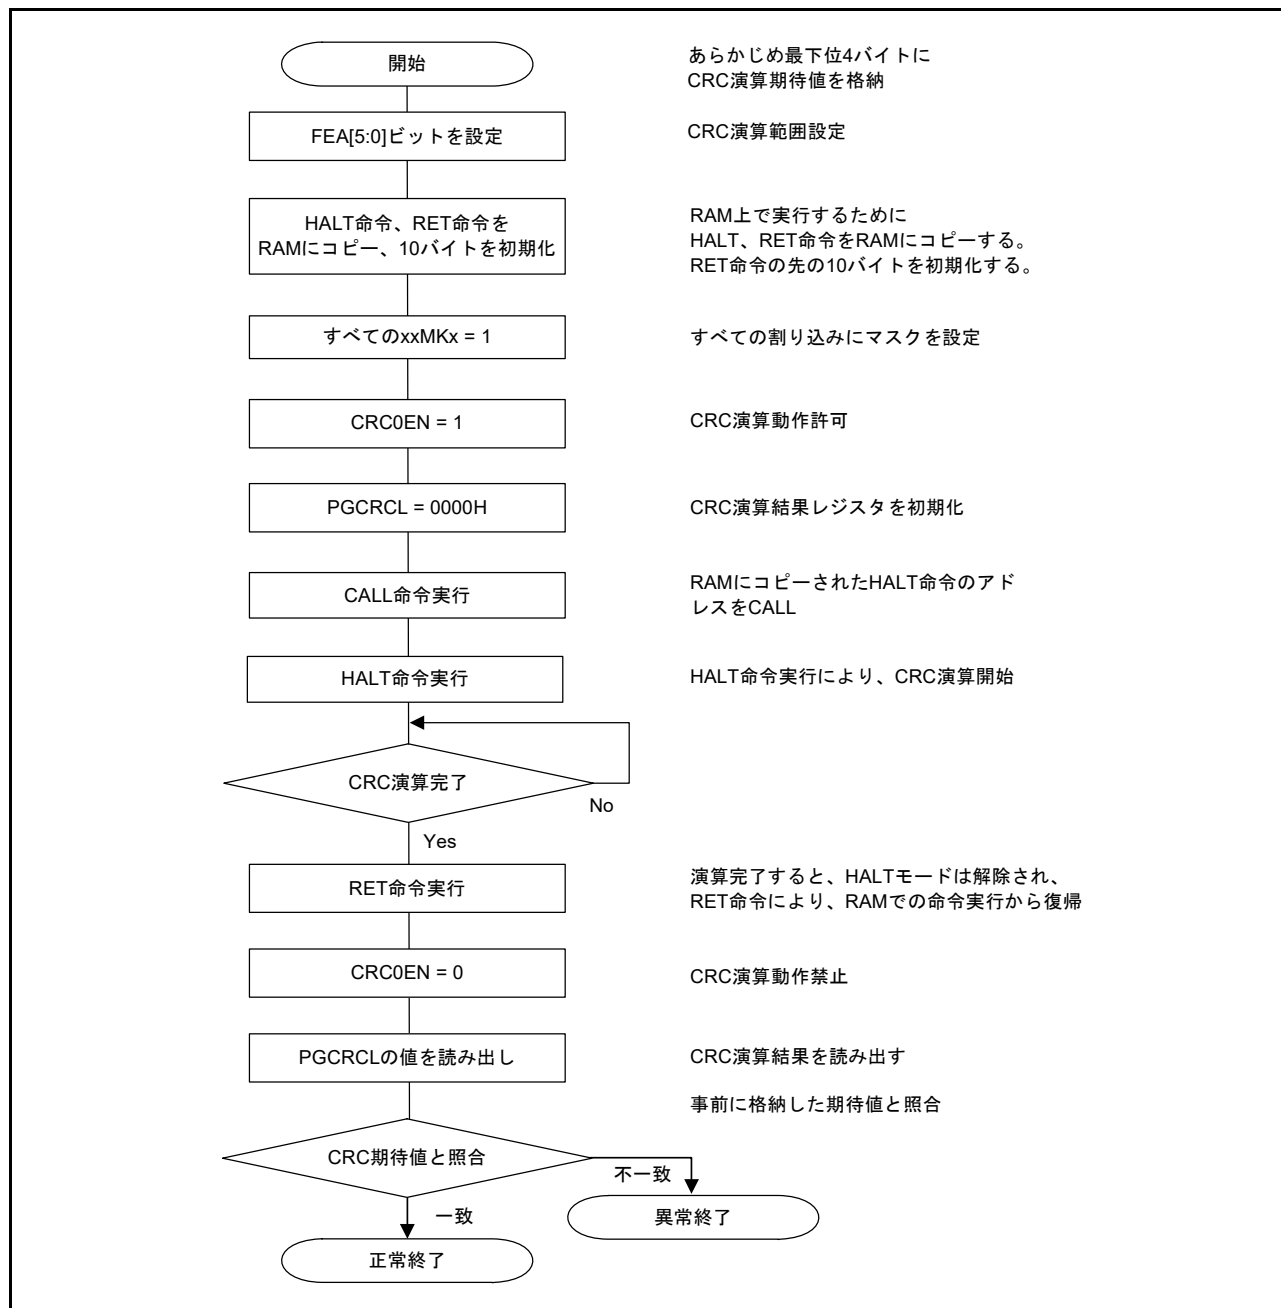 開始
あらかじめ最下位4バイトに
CRC演算期待値を格納
FEA[5:0]ビットを設定
CRC演算範囲設定
HALT命令、RET命令を
RAMにコピー、10バイトを初期化
RAM上で実行するために
HALT、RET命令をRAMにコピーする。
RET命令の先の10バイトを初期化する。
すべてのxxMKx = 1
すべての割り込みにマスクを設定
CRC0EN = 1
CRC演算動作許可
PGCRCL = 0000H
CRC演算結果レジスタを初期化
CALL命令実行
RAMにコピーされたHALT命令のアド
レスをCALL
HALT命令実行
HALT命令実行により、CRC演算開始
CRC演算完了
No
Yes
RET命令実行
演算完了すると、HALTモードは解除され、
RET命令により、RAMでの命令実行から復帰
CRC0EN = 0
CRC演算動作禁止
PGCRCLの値を読み出し
CRC演算結果を読み出す
事前に格納した期待値と照合
CRC期待値と照合
不一致
一致
異常終了
正常終了